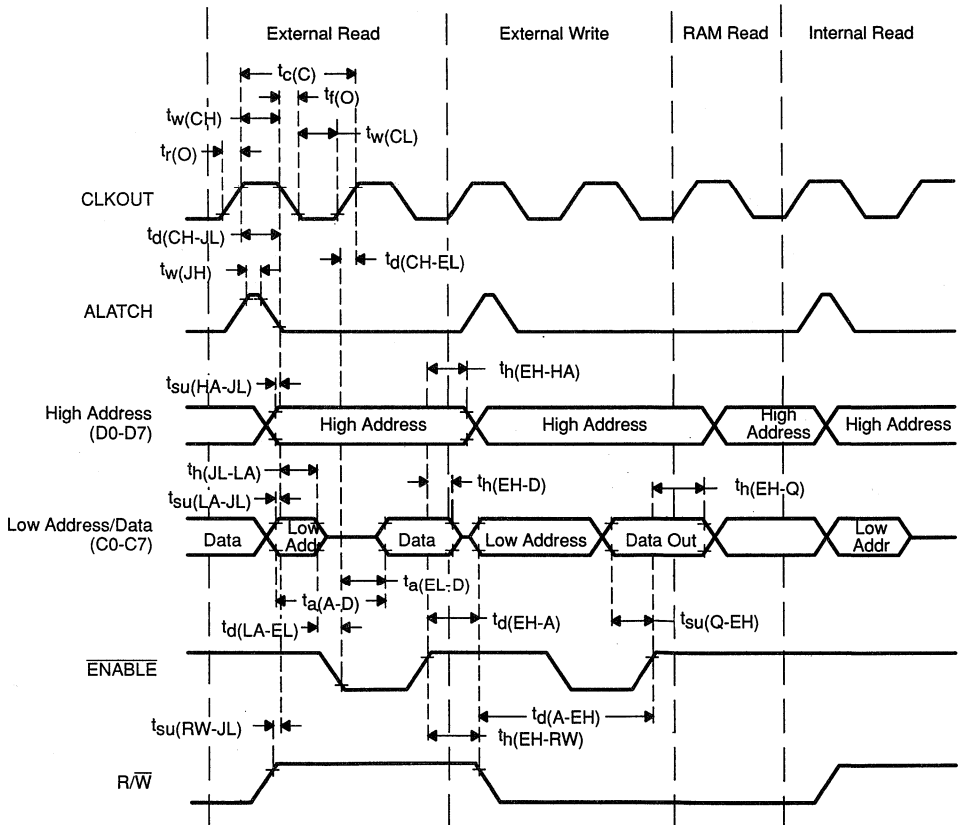 External Read
External Write
RAM Read
Internal Read
tc(C)
tf(O)
tw(CH)
tw(CL)
tr(O)
CLKOUT
td(CH-JL)
td(CH-EL)
tw(JH)
ALATCH
th(EH-HA)
tsu(HA-JL)
High Address
(D0-D7)
High Address
High Address
High
Address
High Address
th(JL-LA)
th(EH-D)
th(EH-Q)
tsu(LA-JL)
Low Address/Data
(C0-C7)
Data
Low
Addr
Data
Low Address
Data Out
Low
Addr
ta(EL-D)
ta(A-D)
td(LA-EL)
td(EH-A)
tsu(Q-EH)
ENABLE
td(A-EH)
tsu(RW-JL)
th(EH-RW)
R/W